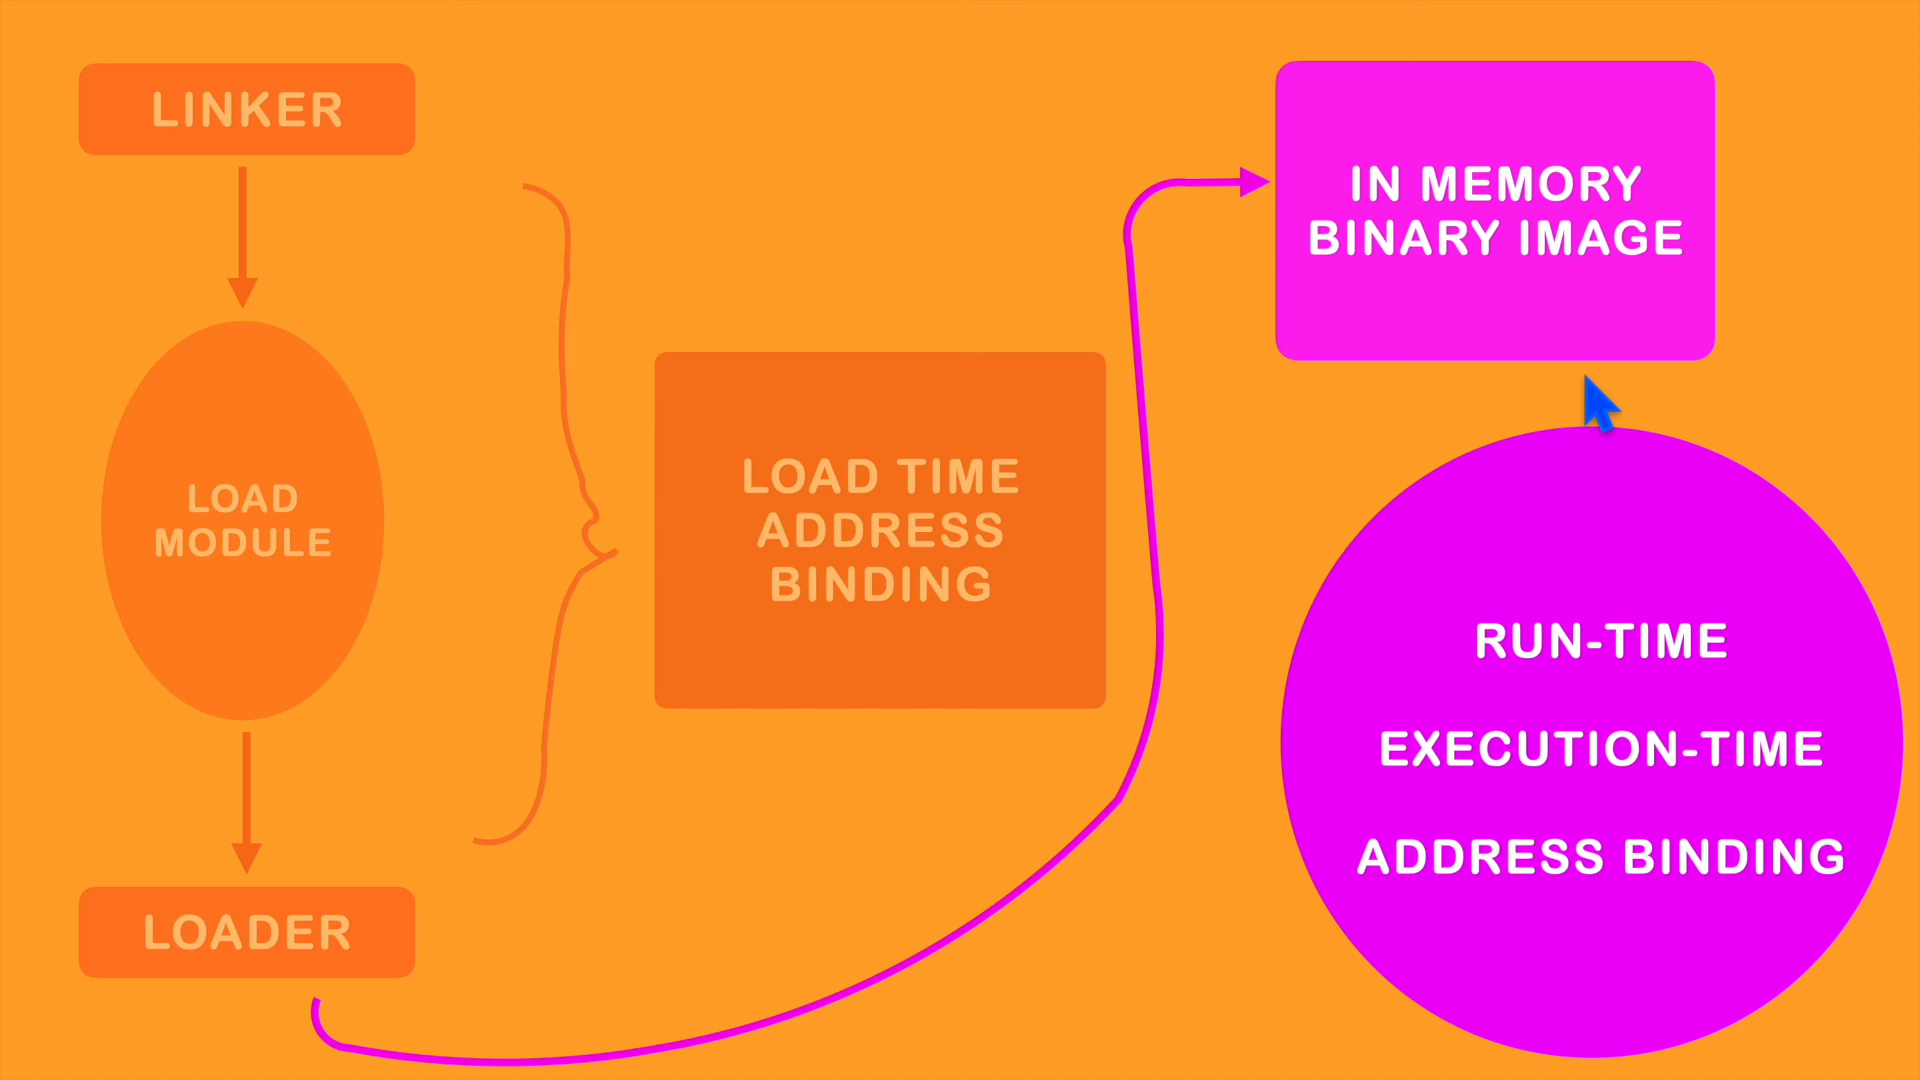 LINKER
LOAD
MODULE
LOADER
LOAD TIME
ADDRESS
BINDING
IN MEMORY
BINARY IMAGE
RUN-TIME
EXECUTION-TIME
ADDRESS BINDING